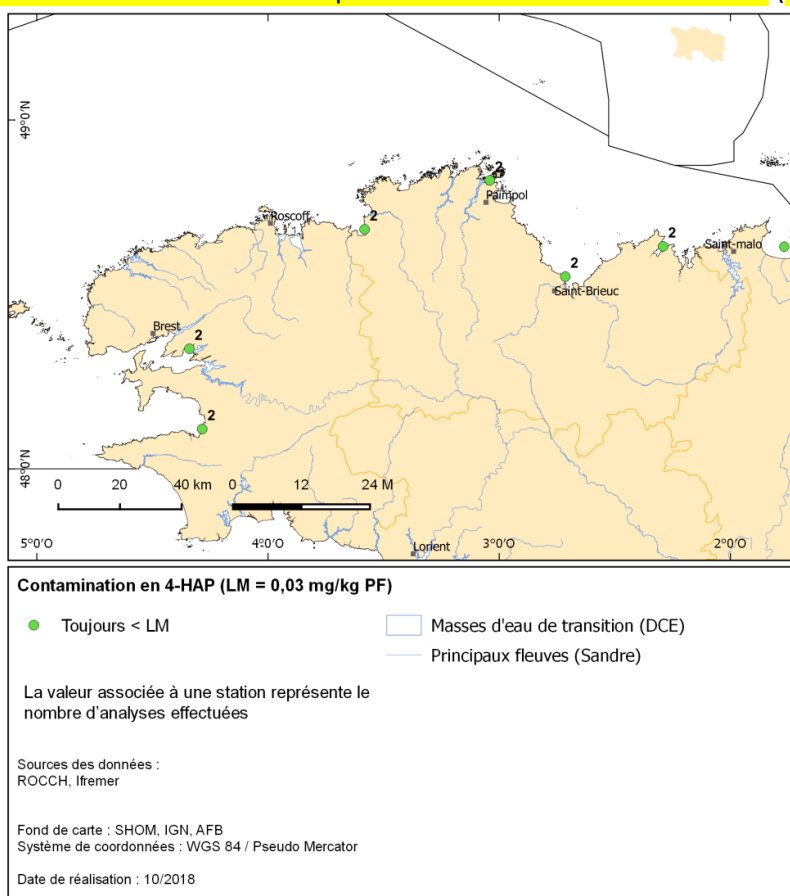 49°0'N
2
Paimpol
Roscoff
2
2
Saint-malo
2
Saint-Brieuc
Brest
2
2
48°0'N
0 20 40 km
0 12 24 M
5°0'O 4°0'O 3°0'O 2°0'O
Lorient
Contamination en 4-HAP (LM = 0,03 mg/kg PF)
Toujours < LM
Masses d'eau de transition (DCE)
Principaux fleuves (Sandre)
La valeur associée à une station représente le
nombre d'analyses effectuées
Sources des données :
ROCCH, Ifremer
Fond de carte : SHOM, IGN, AFB
Système de coordonnées : WGS 84 / Pseudo Mercator
Date de réalisation : 10/2018